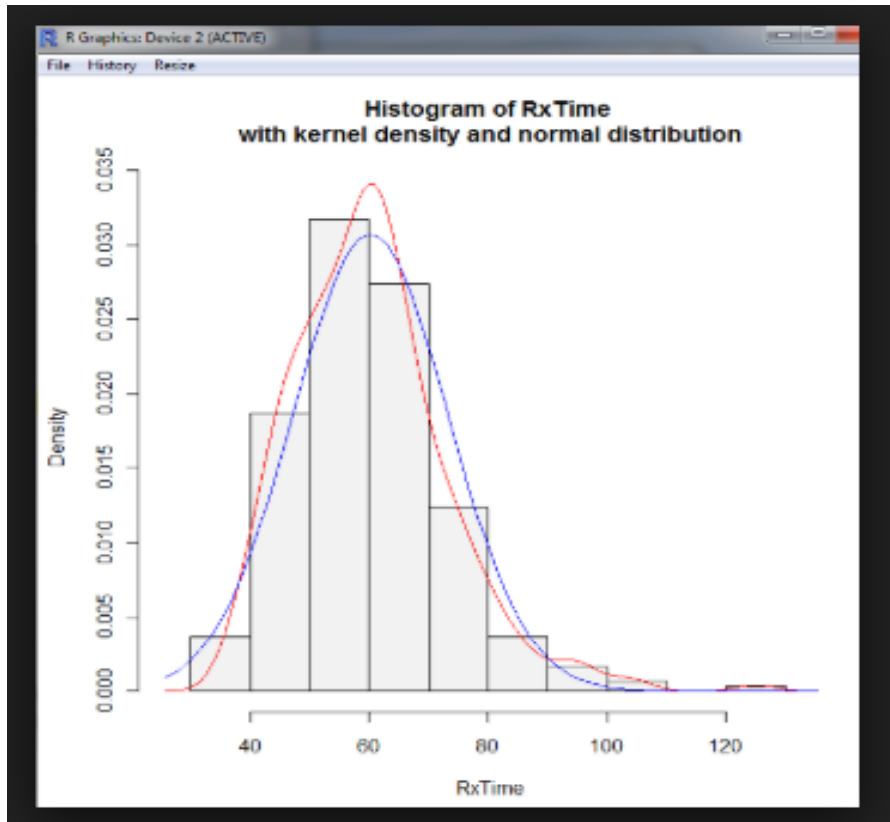 R Graphics: Device 2 (ACTIVE)
File History Resize
Histogram of RxTime
with kernel density and normal distribution
0.035
0.030
0.025
0.020
0.015
0.010
0.005
0.000
Density
40 60 80 100 120
RxTime